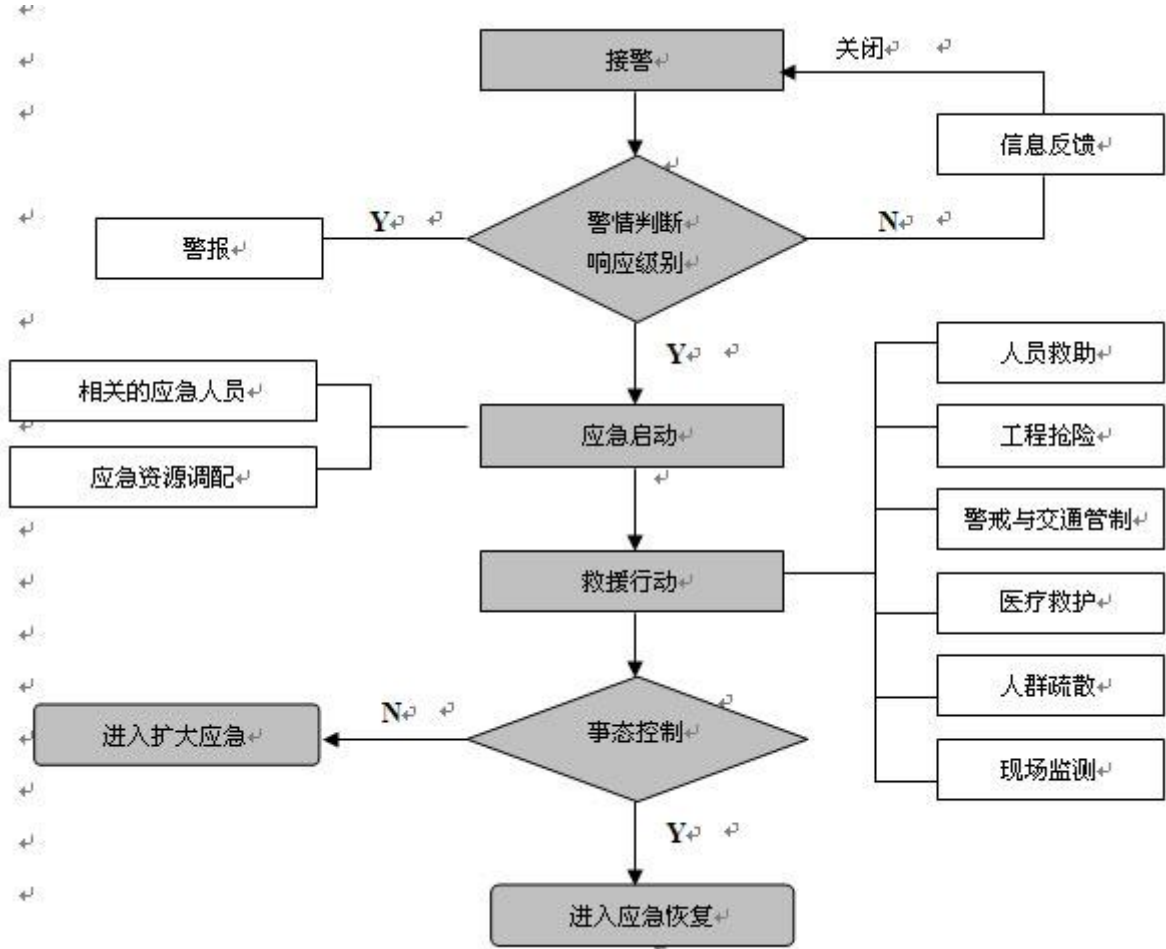 接警
关闭
信息反馈
警情判断
响应级别
Y
N
警报
Y
人员救助
相关的应急人员
应急启动
工程抢险
应急资源调配
警戒与交通管制
救援行动
医疗救护
人群疏散
N
进入扩大应急
事态控制
现场监测
Y
进入应急恢复